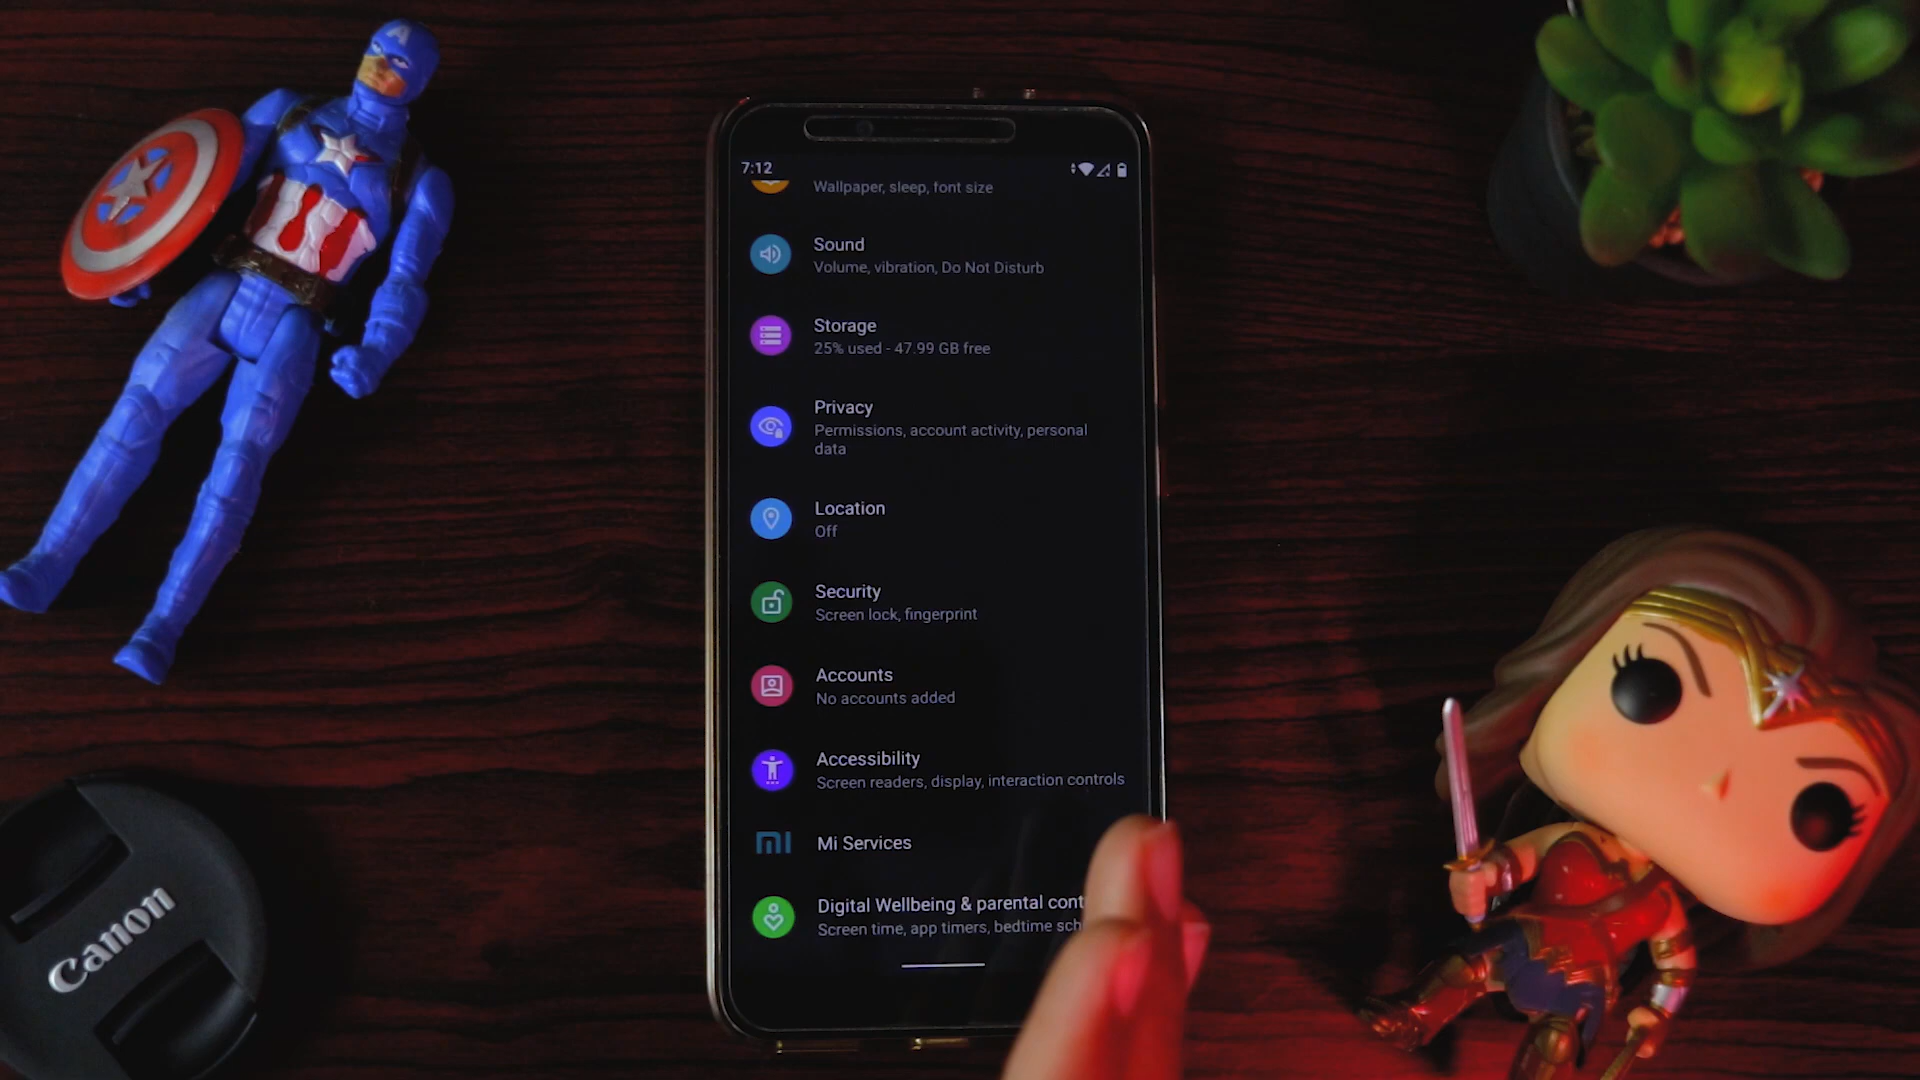 A
7:12
Wallpaper, sleep, font size
Sound
Volume, vibration, Do Not Disturb
Storage
25% used - 47.99 GB free
Privacy
Permissions, account activity, personal
data
Location
Off
Security
Screen lock, fingerprint
Accounts
No accounts added
Accessibility
Screen readers, display, interaction controls
mi
Mi Services
Digital Wellbeing & parental cont
Screen time, app timers, bedtime sch
Canon